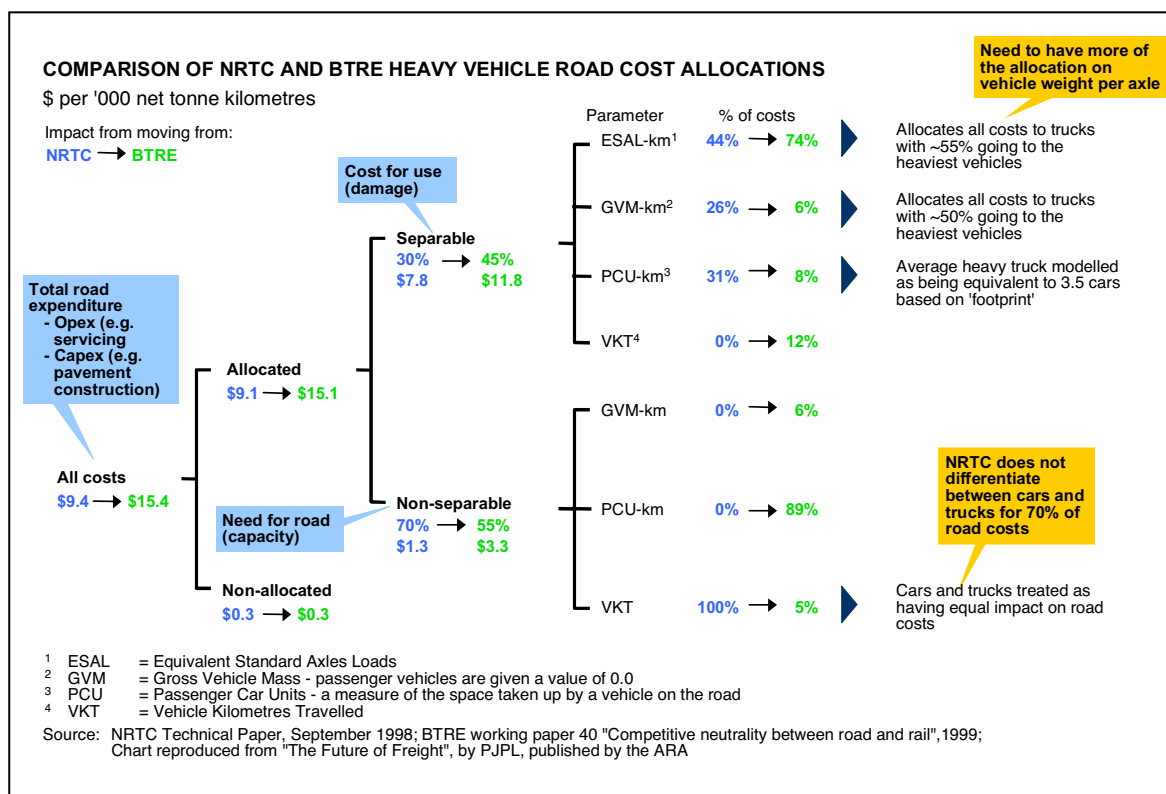 COMPARISON OF NRTC AND BTRE HEAVY VEHICLE ROAD COST ALLOCATIONS
$ per '000 net tonne kilometres
Impact from moving from:
NRTC → BTRE
Need to have more of
the allocation on
vehicle weight per axle
Parameter % of costs
ESAL-km1 44% → 74%
Allocates all costs to trucks
with ~55% going to the
heaviest vehicles
GVM-km2 26% → 6%
Allocates all costs to trucks
with ~50% going to the
heaviest vehicles
PCU-km3 31% → 8%
Average heavy truck modelled
as being equivalent to 3.5 cars
based on 'footprint'
VKT4 0% → 12%
Cost for use
(damage)
Separable
30% → 45%
$7.8 $11.8
Total road
expenditure
- Opex (e.g.
servicing
- Capex (e.g.
pavement
construction)
Allocated
$9.1 → $15.1
All costs
$9.4 → $15.4
Need for road
(capacity)
Non-separable
70% → 55%
$1.3 $3.3
Non-allocated
$0.3 → $0.3
GVM-km 0% → 6%
PCU-km 0% → 89%
VKT 100% → 5%
NRTC does not
differentiate
between cars and
trucks for 70% of
road costs
Cars and trucks treated as
having equal impact on road
costs
1 ESAL = Equivalent Standard Axles Loads
2 GVM = Gross Vehicle Mass - passenger vehicles are given a value of 0.0
3 PCU = Passenger Car Units - a measure of the space taken up by a vehicle on the road
4 VKT = Vehicle Kilometres Travelled
Source: NRTC Technical Paper, September 1998; BTRE working paper 40 "Competitive neutrality between road and rail",1999;
Chart reproduced from "The Future of Freight", by PJPL, published by the ARA